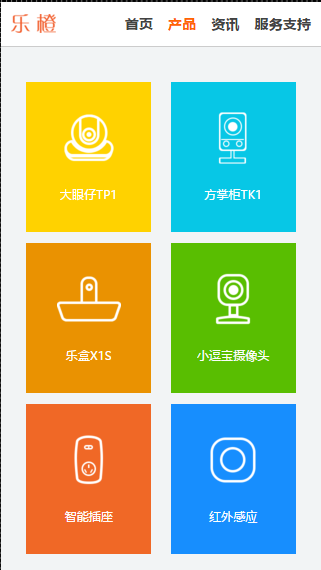 乐橙 首页 产品 资讯 服务支持
大眼仔TP1 方掌柜TK1
乐盒X1S 小逗宝摄像头
智能插座 红外感应